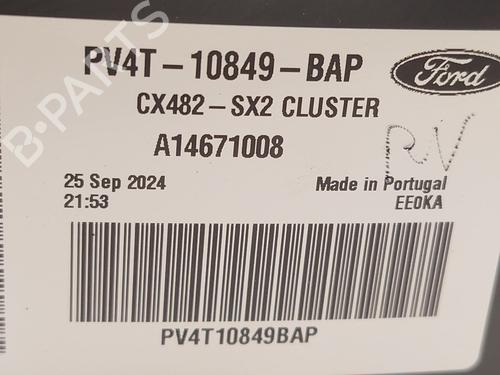 PV4T-10849-BAP
Ford
CX482-SX2 CLUSTER
A14671008
RV
25 Sep 2024
21:53
Made in Portugal
EE0KA
PV4T10849BAP
B-PARTS